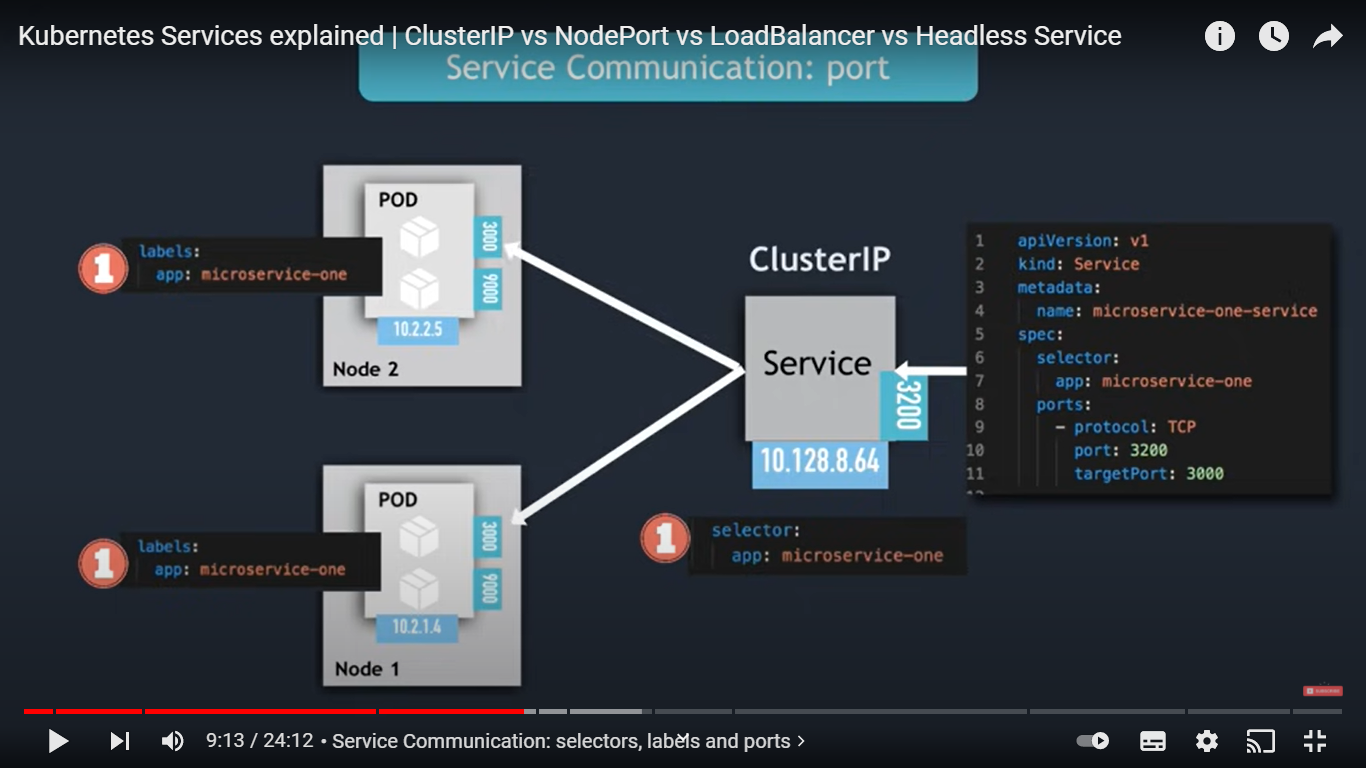 Kubernetes Services explained | ClusterIP vs NodePort vs LoadBalancer vs Headless Service
Service Communication: port
POD
3000
9000
10.2.2.5
Node 2
labels:
app: microservice-one
1
ClusterIP
Service
3200
10.128.8.64
1 apiVersion: v1
2 kind: Service
3 metadata:
4 name: microservice-one-service
5 spec:
6 selector:
7 app: microservice-one
8 ports:
9 - protocol: TCP
10 port: 3200
11 targetPort: 3000
1
selector:
app: microservice-one
POD
3000
9000
10.2.1.4
Node 1
labels:
app: microservice-one
1
SUBSCRIBE
9:13 / 24:12 • Service Communication: selectors, labels and ports >